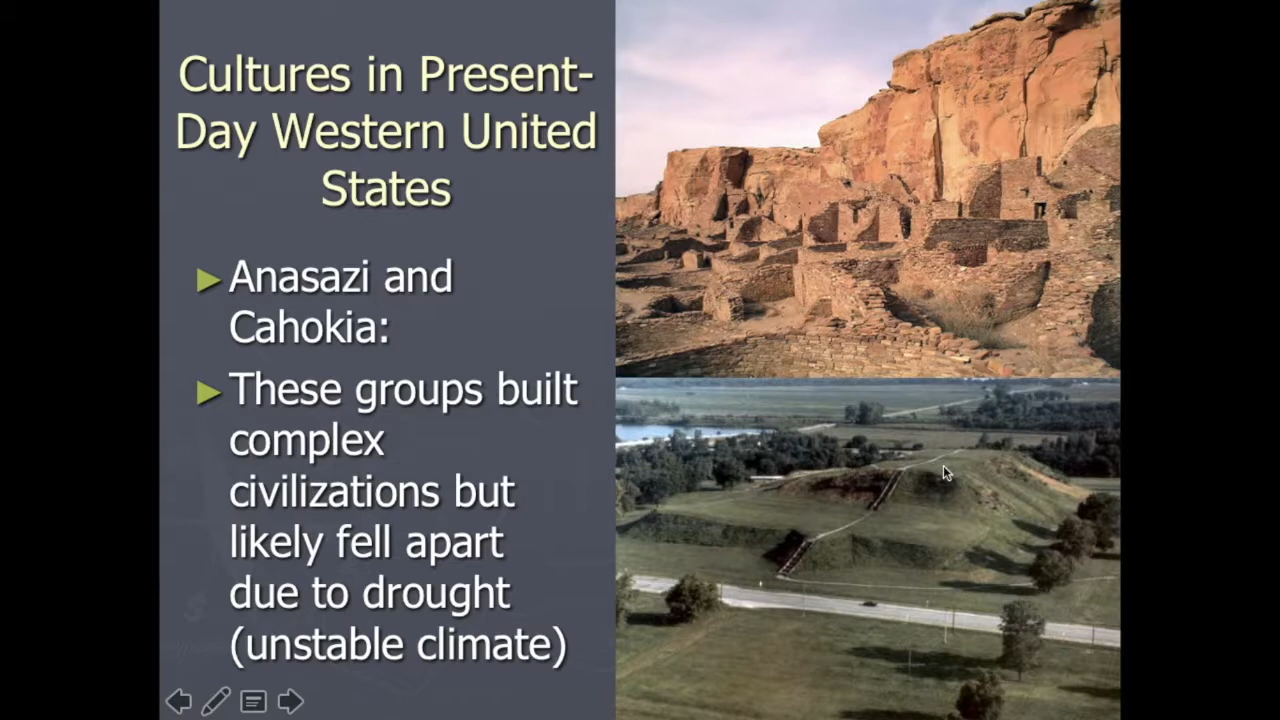 Cultures in Present-
Day Western United
States
► Anasazi and
Cahokia:
► These groups built
complex
civilizations but
likely fell apart
due to drought
(unstable climate)